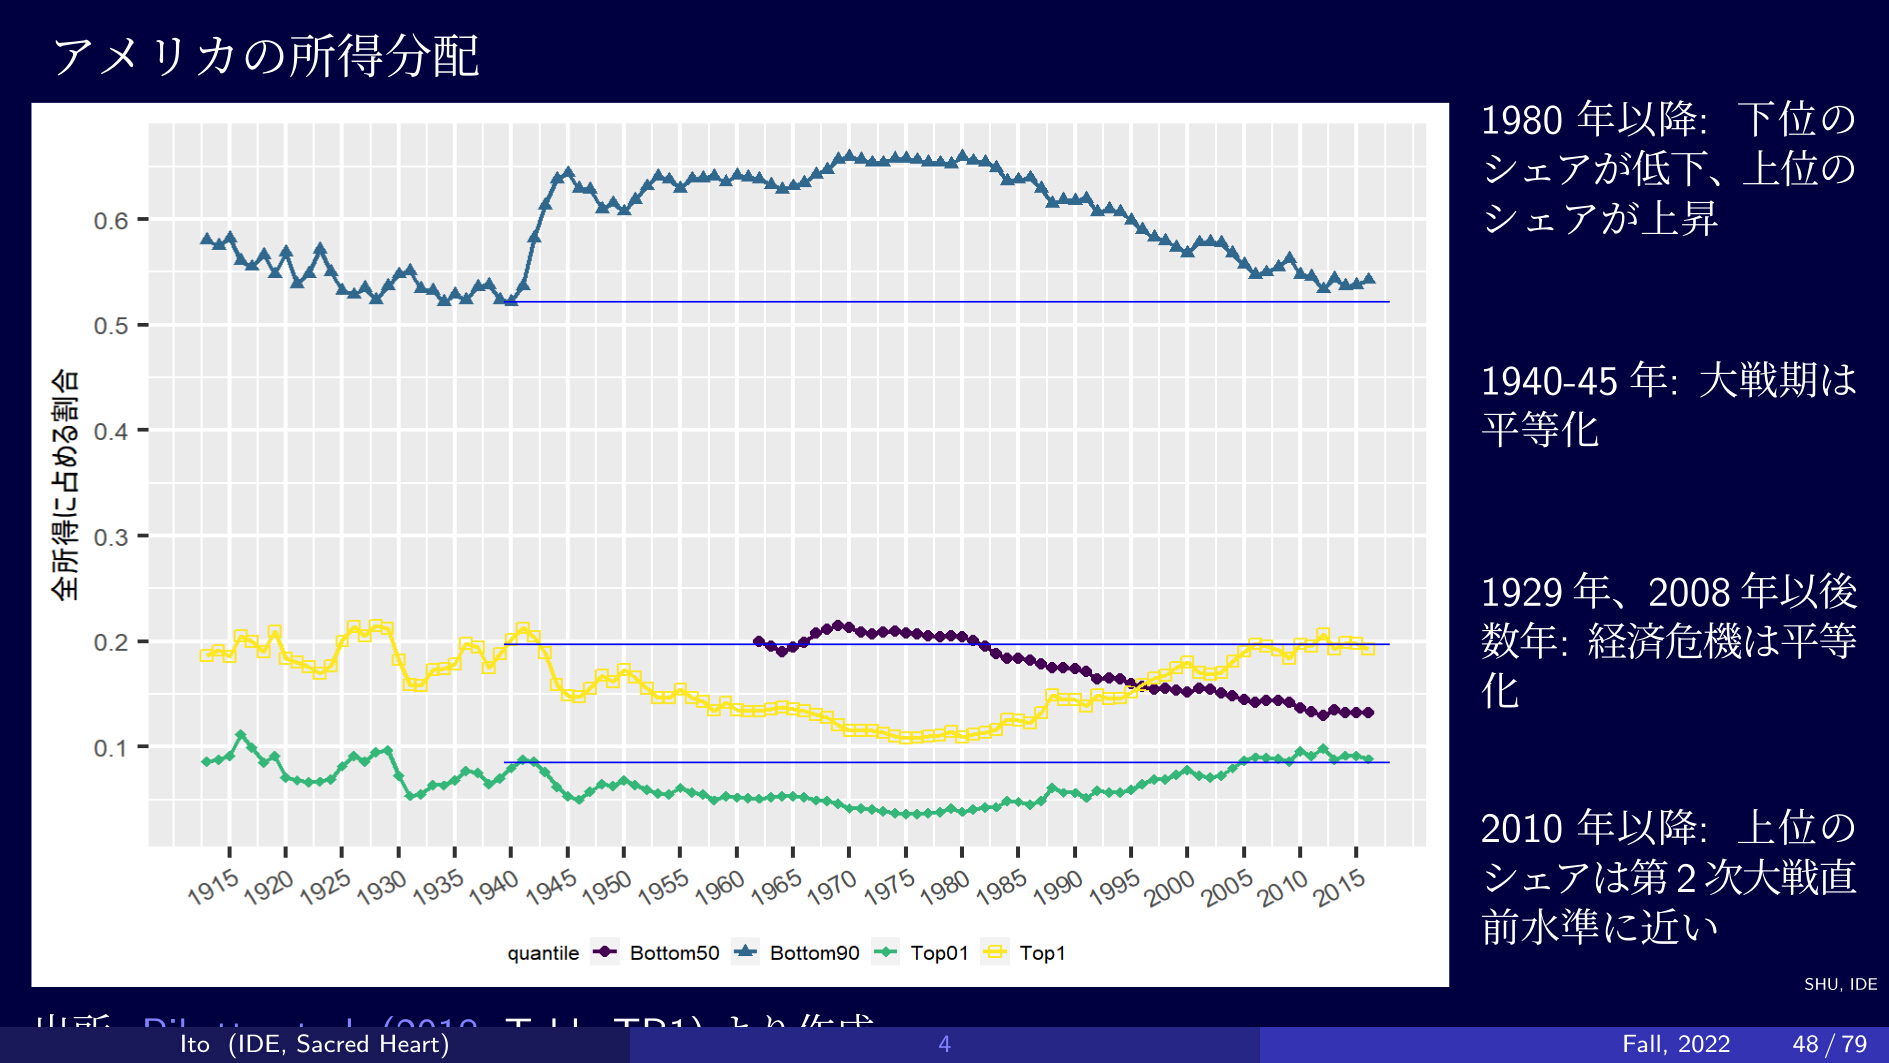 アメリカの所得分配
全所得に占める割合
0.6
0.5
0.4
0.3
0.2
0.1
1915 1920 1925 1930 1935 1940 1945 1950 1955 1960 1965 1970 1975 1980 1985 1990 1995 2000 2005 2010 2015
quantile Bottom50 Bottom90 Top01 Top1
1980 年以降: 下位の
シェアが低下、上位の
シェアが上昇
1940-45 年: 大戦期は
平等化
1929 年、2008 年以後
数年: 経済危機は平等
化
2010 年以降: 上位の
シェアは第 2 次大戦直
前水準に近い
SHU, IDE
より作成
Ito (IDE, Sacred Heart)
4
Fall, 2022
48 / 79